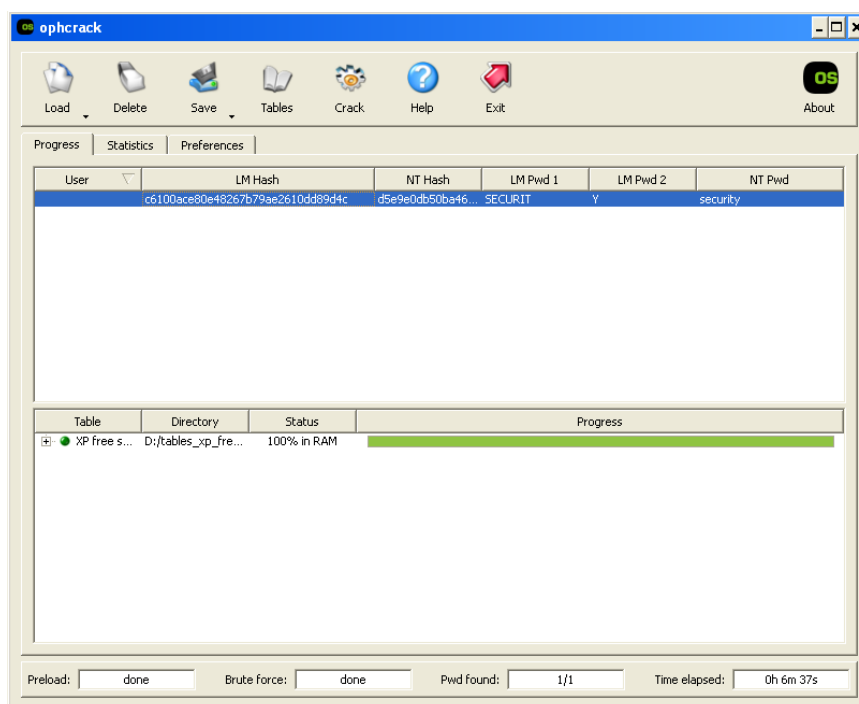 os ophcrack
Load Delete Save Tables Crack Help Exit os About
Progress Statistics Preferences
User LM Hash NT Hash LM Pwd 1 LM Pwd 2 NT Pwd
c6100ace80e48267b79ae2610dd89d4c d5e9e0db50ba46... SECURIT Y security
Table Directory Status Progress
XP free s... D:/tables_xp_fre... 100% in RAM
Preload: done Brute force: done Pwd found: 1/1 Time elapsed: 0h 6m 37s